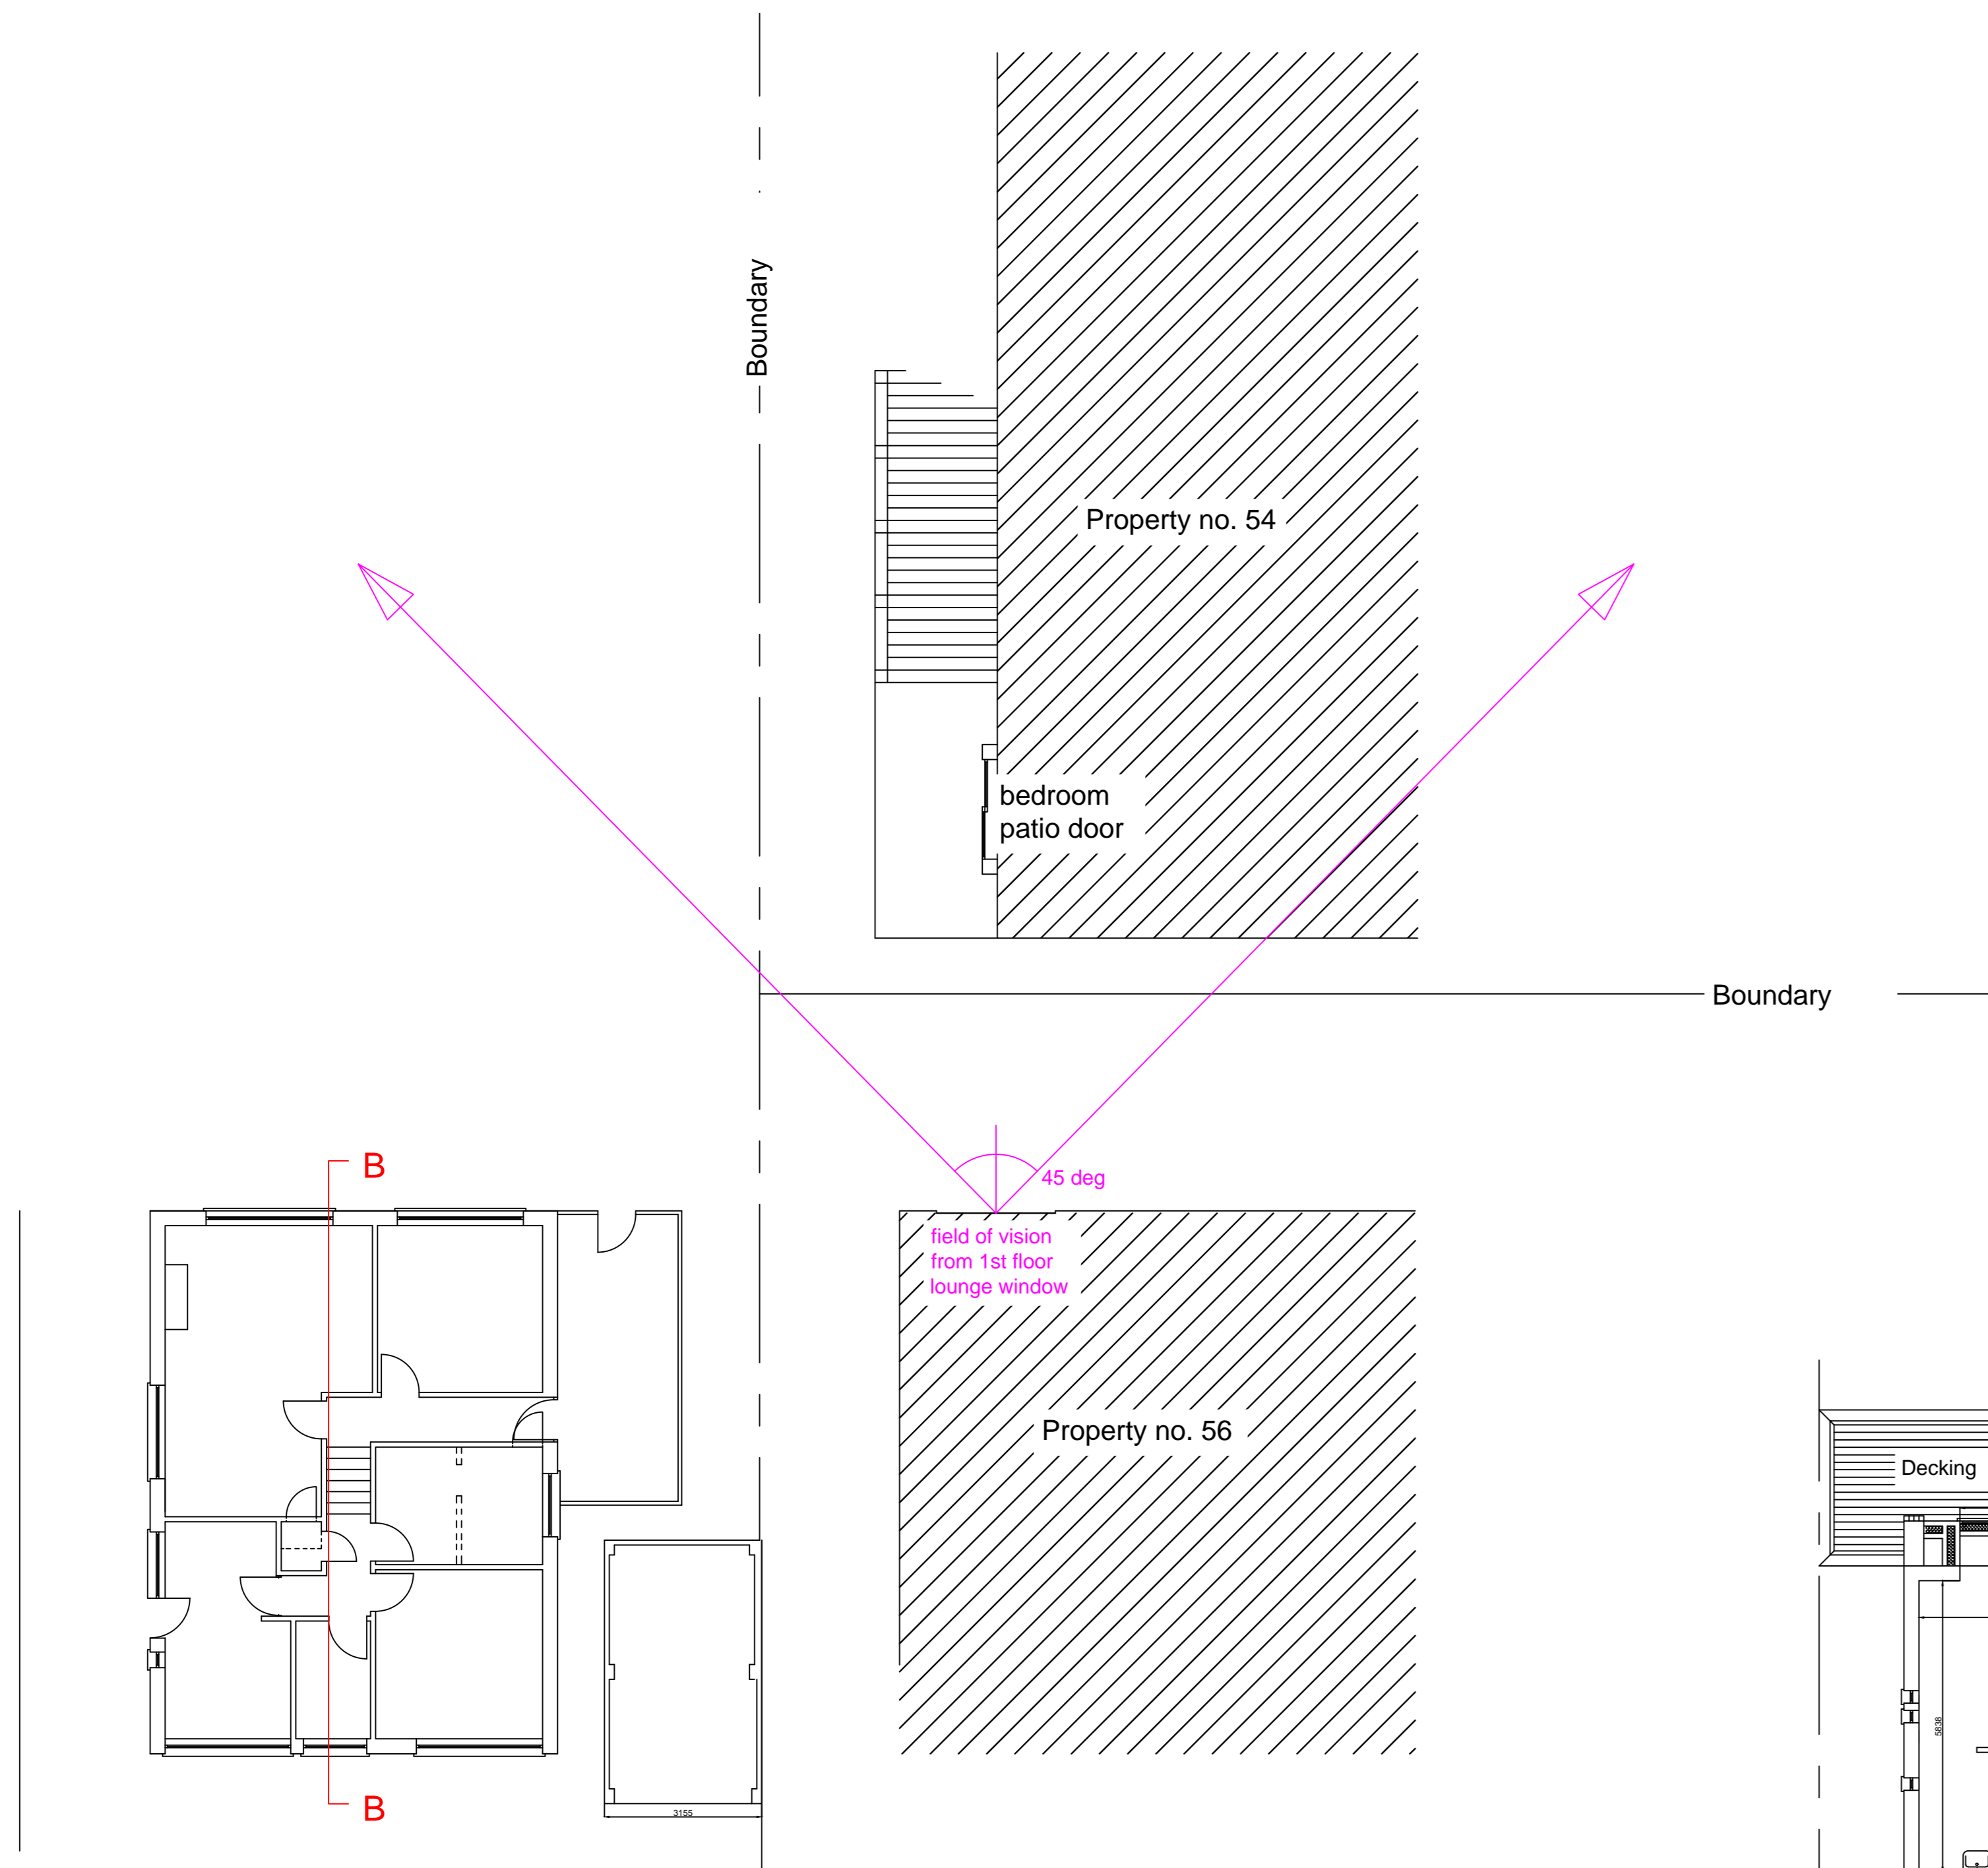 Boundary
Property no. 54
bedroom
patio door
Boundary
B
45 deg
field of vision
from 1st floor
lounge window
Property no. 56
Decking
5838
B
3155